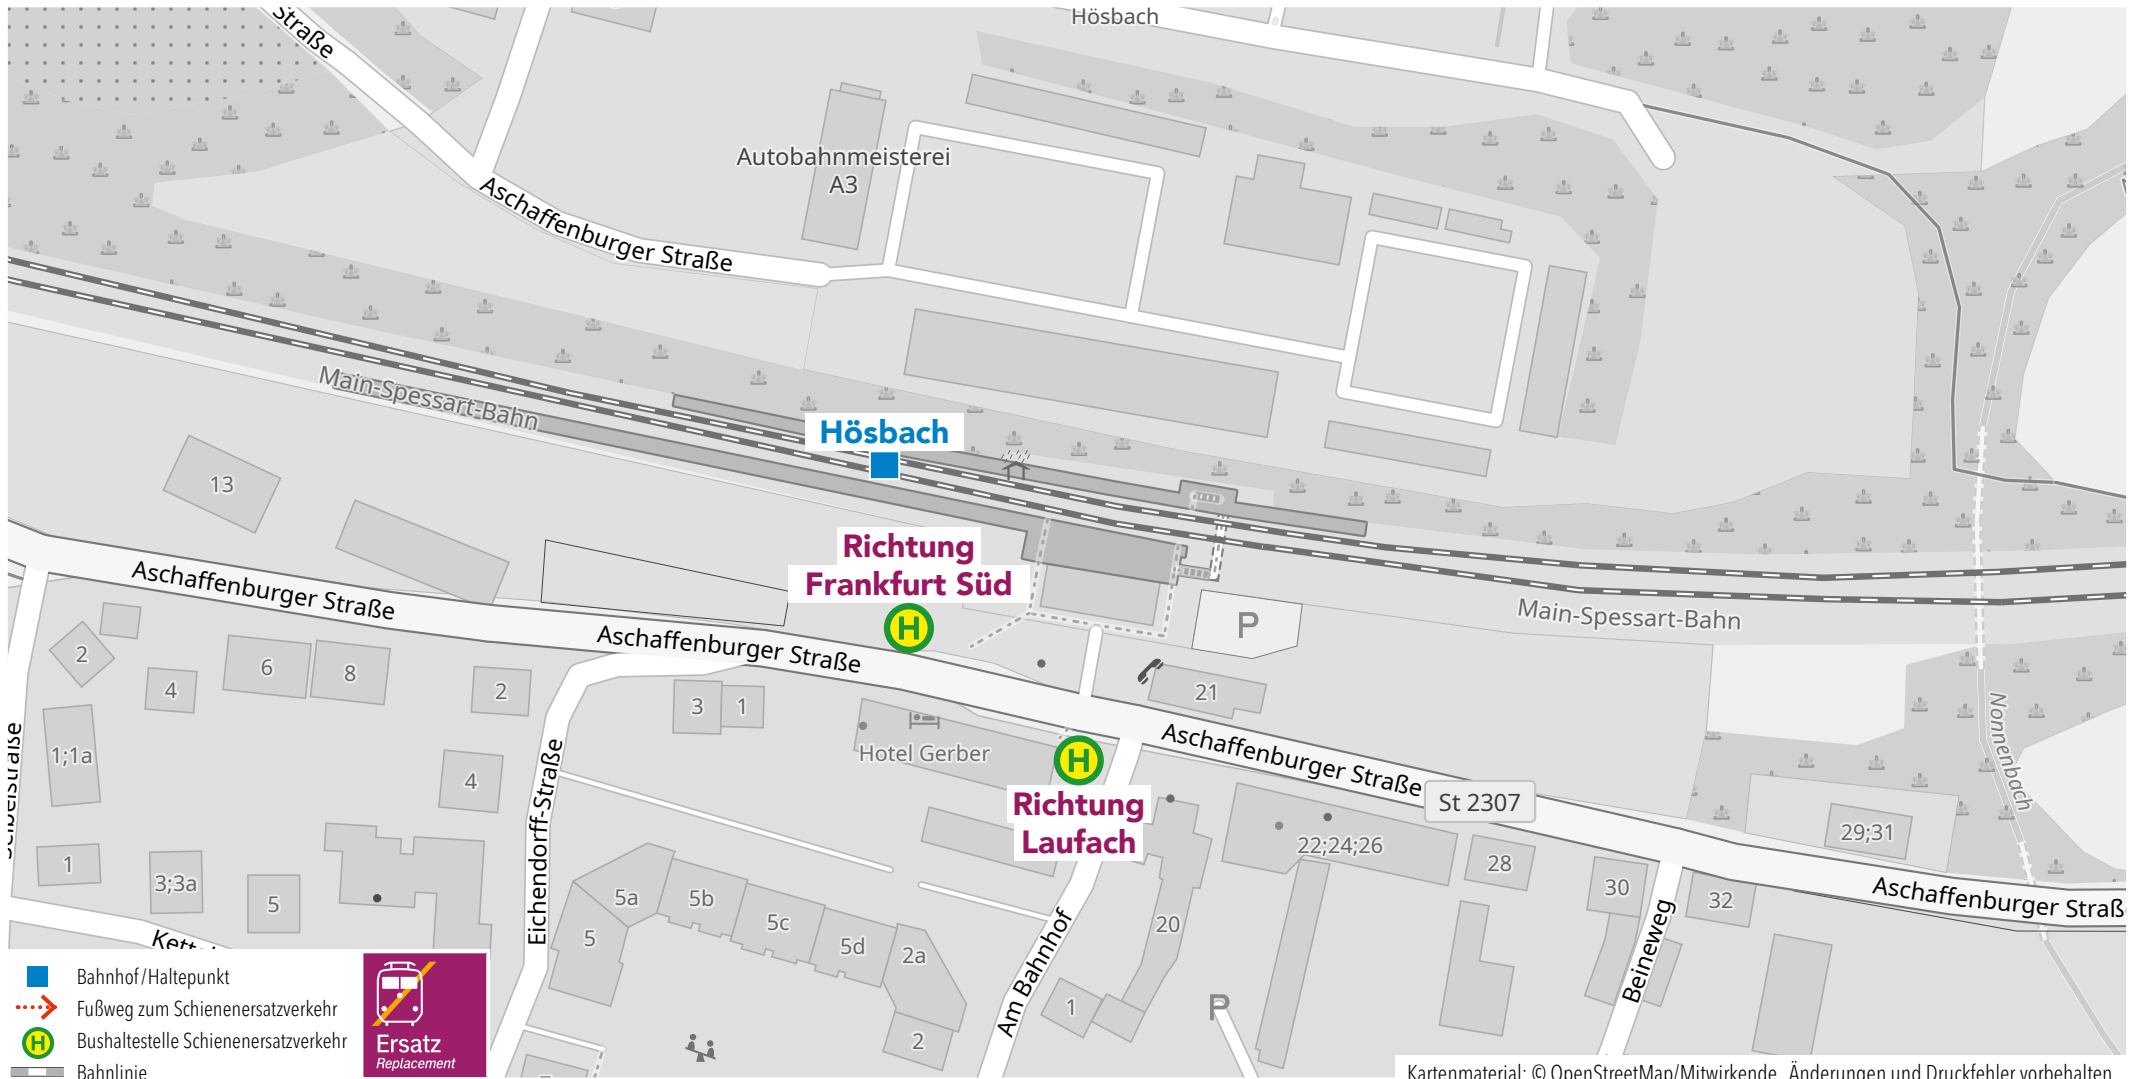 Straße
Hösbach
Autobahnmeisterei
A3
Aschaffenburger Straße
Main-Spessart-Bahn
Hösbach
13
Richtung
Frankfurt Süd
H
P
Main-Spessart-Bahn
Aschaffenburger Straße
Aschaffenburger Straße
2
4
6
8
2
3
1
21
Hotel Gerber
H
Richtung
Laufach
Aschaffenburger Straße
St 2307
Nonnenbach
1;1a
4
Eichendorff-Straße
22;24;26
28
29;31
30
32
Aschaffenburger Straß
1
3;3a
5
5
5a
5b
5c
5d
2a
2
20
1
Am Bahnhof
P
Beineweg
Bahnhof/Haltepunkt
Fußweg zum Schienenersatzverkehr
H
Bushaltestelle Schienenersatzverkehr
Bahnlinie
Ersatz
Replacement
Kartenmaterial: © OpenStreetMap/Mitwirkende, Änderungen und Druckfehler vorbehalten